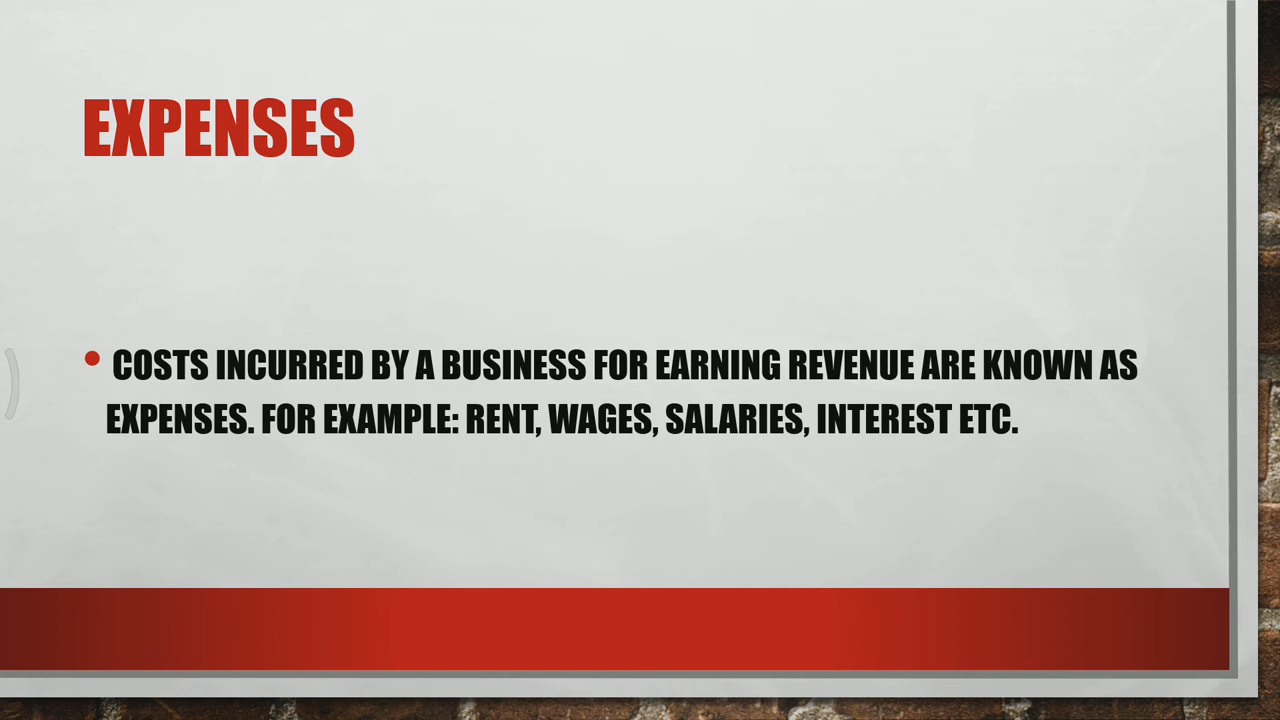 EXPENSES
• COSTS INCURRED BY A BUSINESS FOR EARNING REVENUE ARE KNOWN AS
EXPENSES. FOR EXAMPLE: RENT, WAGES, SALARIES, INTEREST ETC.